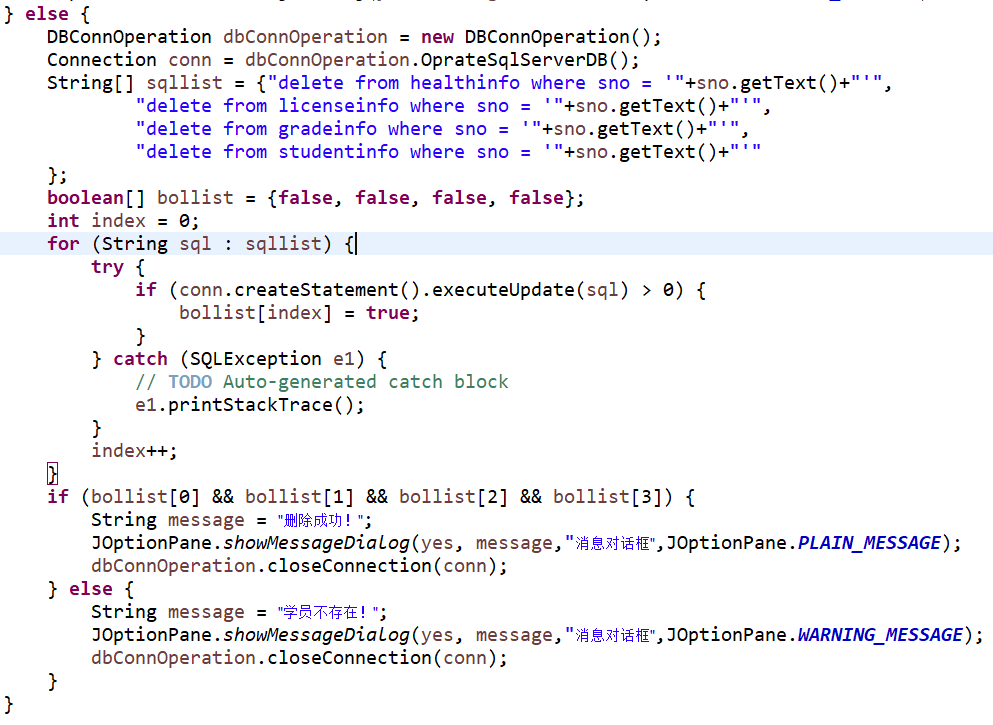 } else {
    DBConnOperation dbConnOperation = new DBConnOperation();
    Connection conn = dbConnOperation.OprateSqlServerDB();
    String[] sqllist = {"delete from healthinfo where sno = '"+sno.getText()+"'",
            "delete from licenseinfo where sno = '"+sno.getText()+"'",
            "delete from gradeinfo where sno = '"+sno.getText()+"'",
            "delete from studentinfo where sno = '"+sno.getText()+"'"
    };
    boolean[] bollist = {false, false, false, false};
    int index = 0;
    for (String sql : sqllist) {
        try {
            if (conn.createStatement().executeUpdate(sql) > 0) {
                bollist[index] = true;
            }
        } catch (SQLException e1) {
            // TODO Auto-generated catch block
            e1.printStackTrace();
        }
        index++;
    }
    if (bollist[0] && bollist[1] && bollist[2] && bollist[3]) {
        String message = "删除成功！";
        JOptionPane.showMessageDialog(yes, message,"消息对话框",JOptionPane.PLAIN_MESSAGE);
        dbConnOperation.closeConnection(conn);
    } else {
        String message = "学员不存在！";
        JOptionPane.showMessageDialog(yes, message,"消息对话框",JOptionPane.WARNING_MESSAGE);
        dbConnOperation.closeConnection(conn);
    }
}